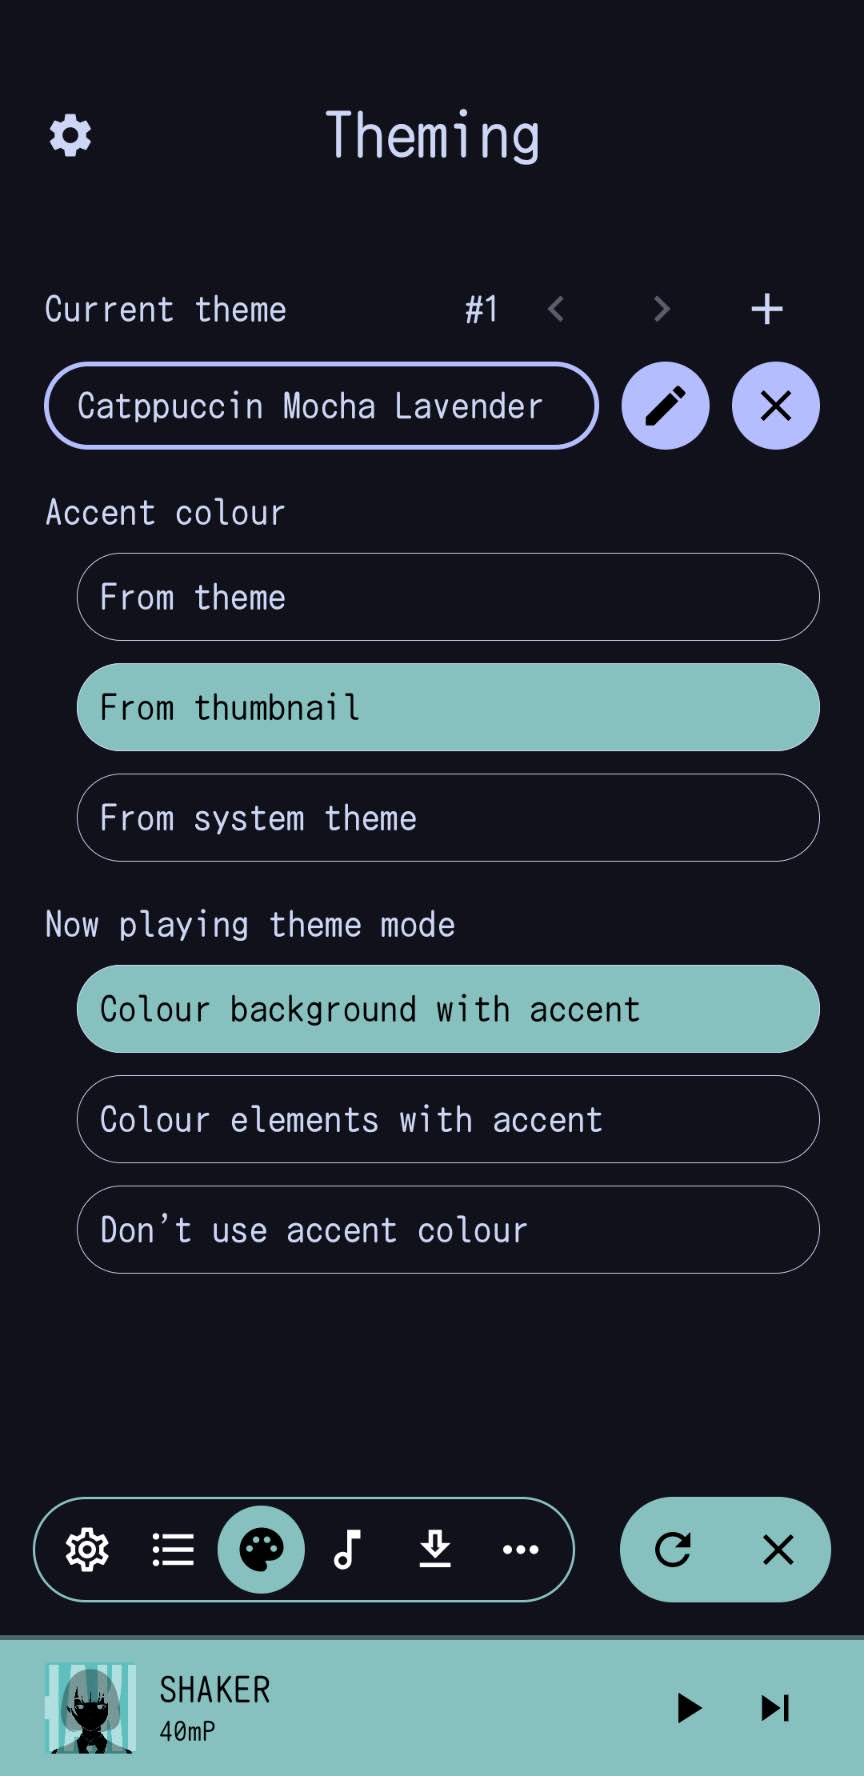 Theming
Current theme #1
Catppuccin Mocha Lavender
Accent colour
From theme
From thumbnail
From system theme
Now playing theme mode
Colour background with accent
Colour elements with accent
Don’t use accent colour
SHAKER
40mP